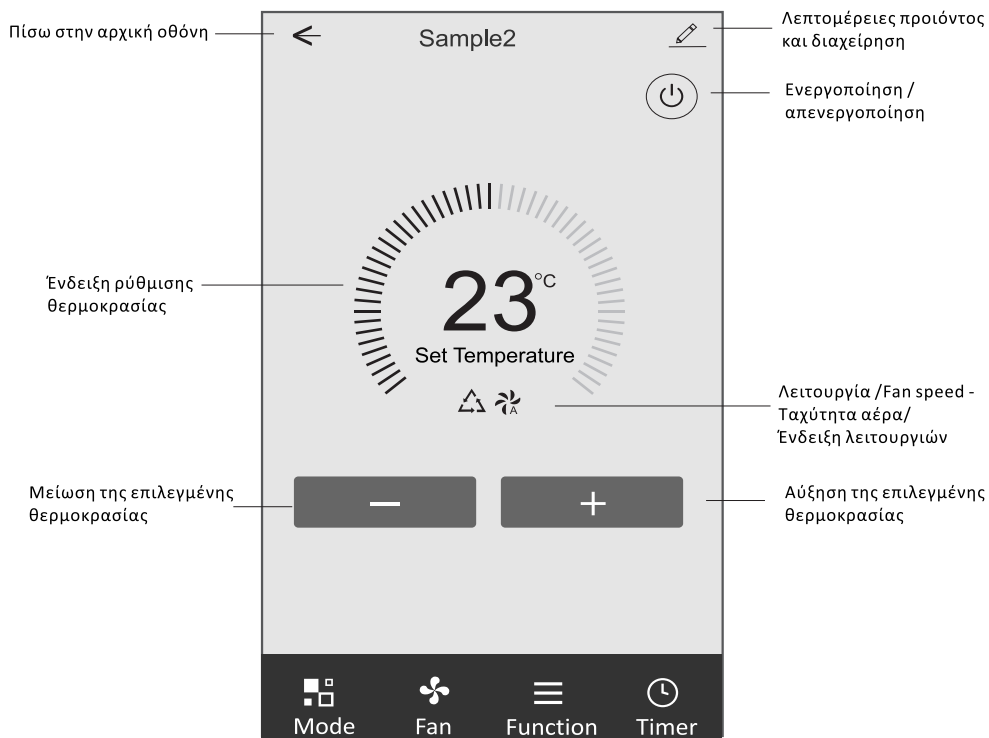 Πίσω στην αρχική οθόνη
Sample2
Λεπτομέρειες προιόντος
και διαχείρηση
Ενεργοποίηση /
απενεργοποίηση
Ένδειξη ρύθμισης
θερμοκρασίας
23°C
Set Temperature
A
Λειτουργία /Fan speed -
Ταχύτητα αέρα/
Ένδειξη λειτουργιών
Μείωση της επιλεγμένης
θερμοκρασίας
−
+
Αύξηση της επιλεγμένης
θερμοκρασίας
Mode Fan Function Timer